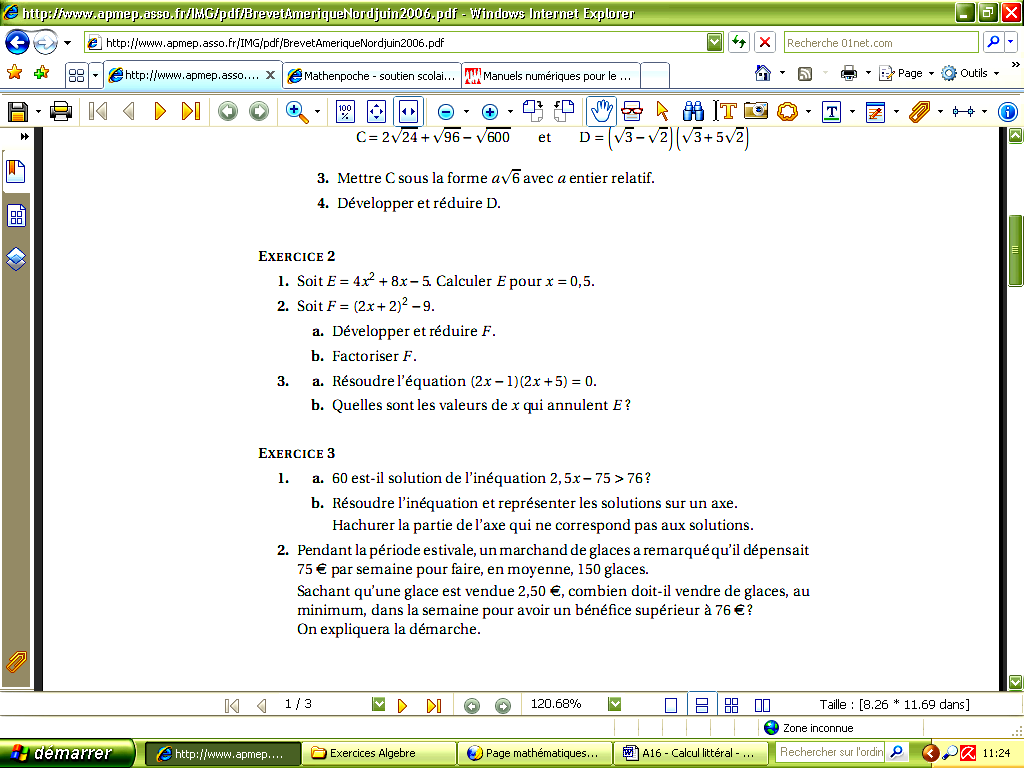 http://www.apmep.asso.fr/IMG/pdf/BrevetAmeriqueNordjuin2006.pdf - Windows Internet Explorer
http://www.apmep.asso.fr/IMG/pdf/BrevetAmeriqueNordjuin2006.pdf
Recherche 01net.com
http://www.apmep.asso....
Mathenpoche - soutien scolai...
Manuels numériques pour le ...
Page
Outils
C = 2√24 + √96 − √600 et D = (√3 − √2)(√3 + 5√2)
3. Mettre C sous la forme a√6 avec a entier relatif.
4. Développer et réduire D.
EXERCICE 2
1. Soit E = 4x² + 8x − 5. Calculer E pour x = 0,5.
2. Soit F = (2x + 2)² − 9.
a. Développer et réduire F.
b. Factoriser F.
3. a. Résoudre l'équation (2x − 1)(2x + 5) = 0.
b. Quelles sont les valeurs de x qui annulent E ?
EXERCICE 3
1. a. 60 est-il solution de l'inéquation 2,5x − 75 > 76 ?
b. Résoudre l'inéquation et représenter les solutions sur un axe.
Hachurer la partie de l'axe qui ne correspond pas aux solutions.
2. Pendant la période estivale, un marchand de glaces a remarqué qu'il dépensait
75 € par semaine pour faire, en moyenne, 150 glaces.
Sachant qu'une glace est vendue 2,50 €, combien doit-il vendre de glaces, au
minimum, dans la semaine pour avoir un bénéfice supérieur à 76 € ?
On expliquera la démarche.
1 / 3
120.68%
Taille : [8.26 * 11.69 dans]
Zone inconnue
démarrer
http://www.apmep....
Exercices Algebre
Page mathématiques...
A16 - Calcul littéral - ...
Rechercher sur l'ordin
11:24